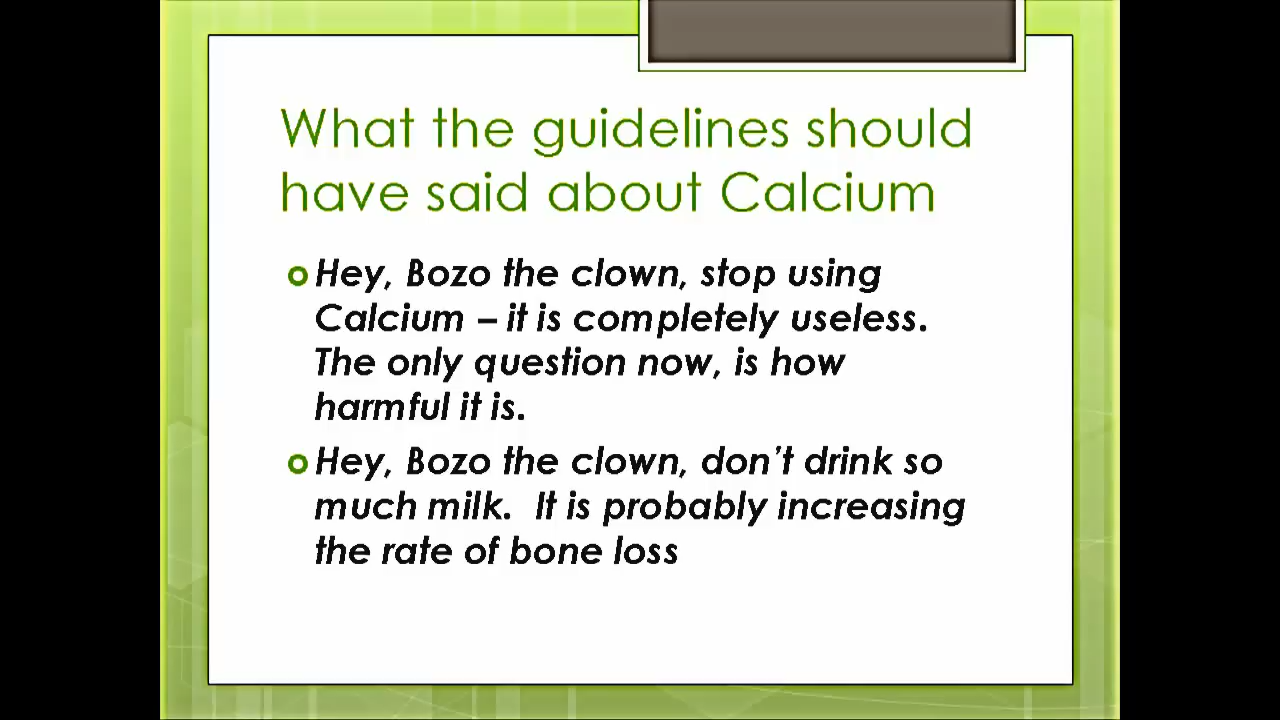 What the guidelines should
have said about Calcium
Hey, Bozo the clown, stop using
Calcium – it is completely useless.
The only question now, is how
harmful it is.
Hey, Bozo the clown, don’t drink so
much milk.  It is probably increasing
the rate of bone loss